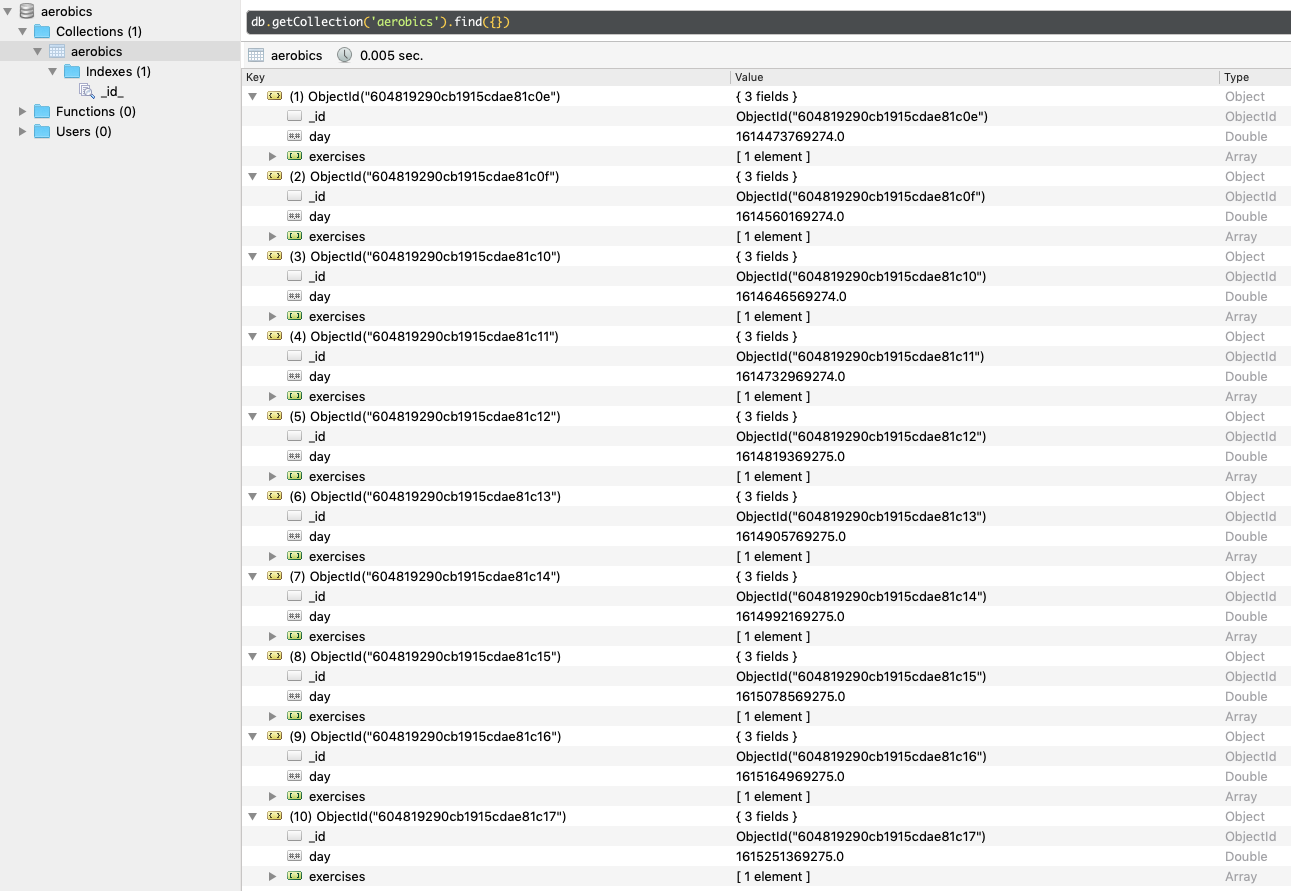 aerobics
Collections (1)
aerobics
Indexes (1)
_id_
Functions (0)
Users (0)
db.getCollection('aerobics').find({})
aerobics 0.005 sec.
Key Value Type
(1) ObjectId("604819290cb1915cdae81c0e") { 3 fields } Object
_id ObjectId("604819290cb1915cdae81c0e") ObjectId
day 1614473769274.0 Double
exercises [ 1 element ] Array
(2) ObjectId("604819290cb1915cdae81c0f") { 3 fields } Object
_id ObjectId("604819290cb1915cdae81c0f") ObjectId
day 1614560169274.0 Double
exercises [ 1 element ] Array
(3) ObjectId("604819290cb1915cdae81c10") { 3 fields } Object
_id ObjectId("604819290cb1915cdae81c10") ObjectId
day 1614646569274.0 Double
exercises [ 1 element ] Array
(4) ObjectId("604819290cb1915cdae81c11") { 3 fields } Object
_id ObjectId("604819290cb1915cdae81c11") ObjectId
day 1614732969274.0 Double
exercises [ 1 element ] Array
(5) ObjectId("604819290cb1915cdae81c12") { 3 fields } Object
_id ObjectId("604819290cb1915cdae81c12") ObjectId
day 1614819369275.0 Double
exercises [ 1 element ] Array
(6) ObjectId("604819290cb1915cdae81c13") { 3 fields } Object
_id ObjectId("604819290cb1915cdae81c13") ObjectId
day 1614905769275.0 Double
exercises [ 1 element ] Array
(7) ObjectId("604819290cb1915cdae81c14") { 3 fields } Object
_id ObjectId("604819290cb1915cdae81c14") ObjectId
day 1614992169275.0 Double
exercises [ 1 element ] Array
(8) ObjectId("604819290cb1915cdae81c15") { 3 fields } Object
_id ObjectId("604819290cb1915cdae81c15") ObjectId
day 1615078569275.0 Double
exercises [ 1 element ] Array
(9) ObjectId("604819290cb1915cdae81c16") { 3 fields } Object
_id ObjectId("604819290cb1915cdae81c16") ObjectId
day 1615164969275.0 Double
exercises [ 1 element ] Array
(10) ObjectId("604819290cb1915cdae81c17") { 3 fields } Object
_id ObjectId("604819290cb1915cdae81c17") ObjectId
day 1615251369275.0 Double
exercises [ 1 element ] Array